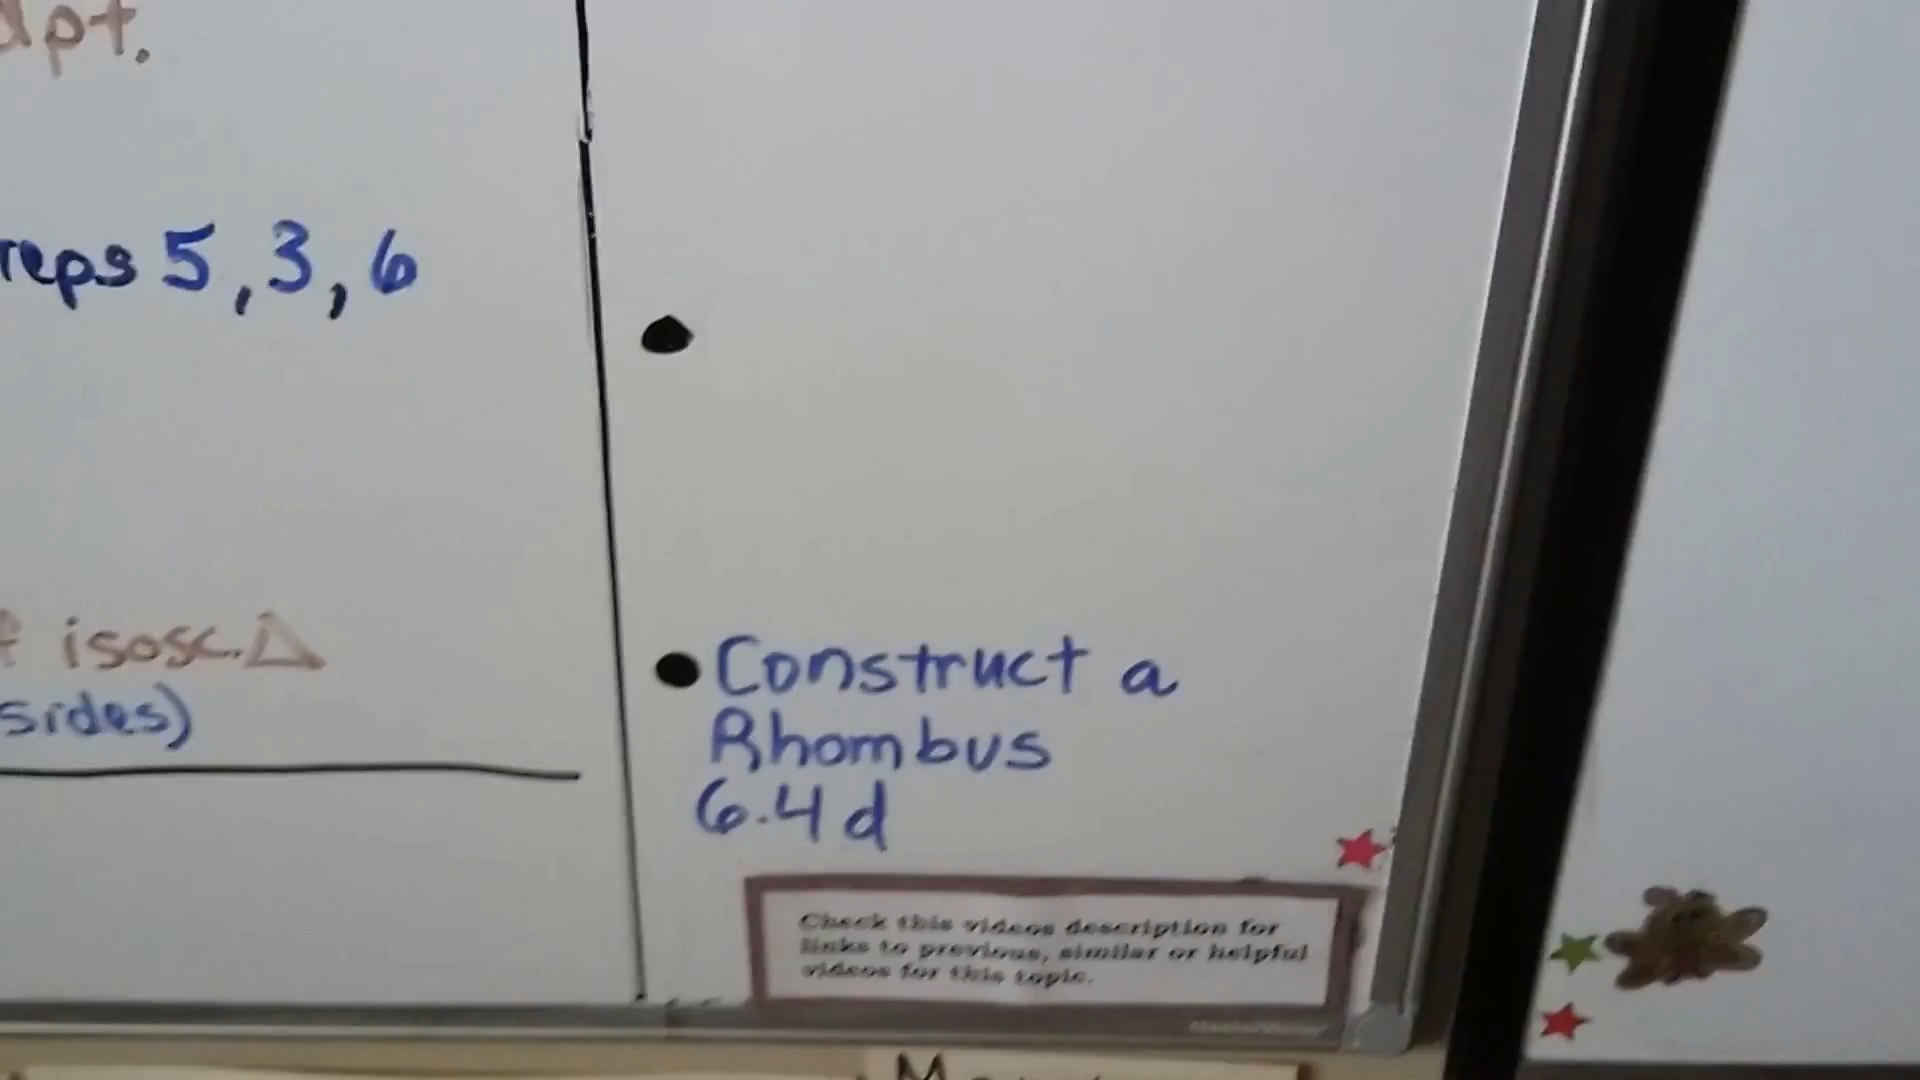 dpt.
reps 5, 3, 6
isosc. △
sides)
Construct a
Rhombus
6.4d
Check this videos description for
links to previous, similar or helpful
videos for this topic.